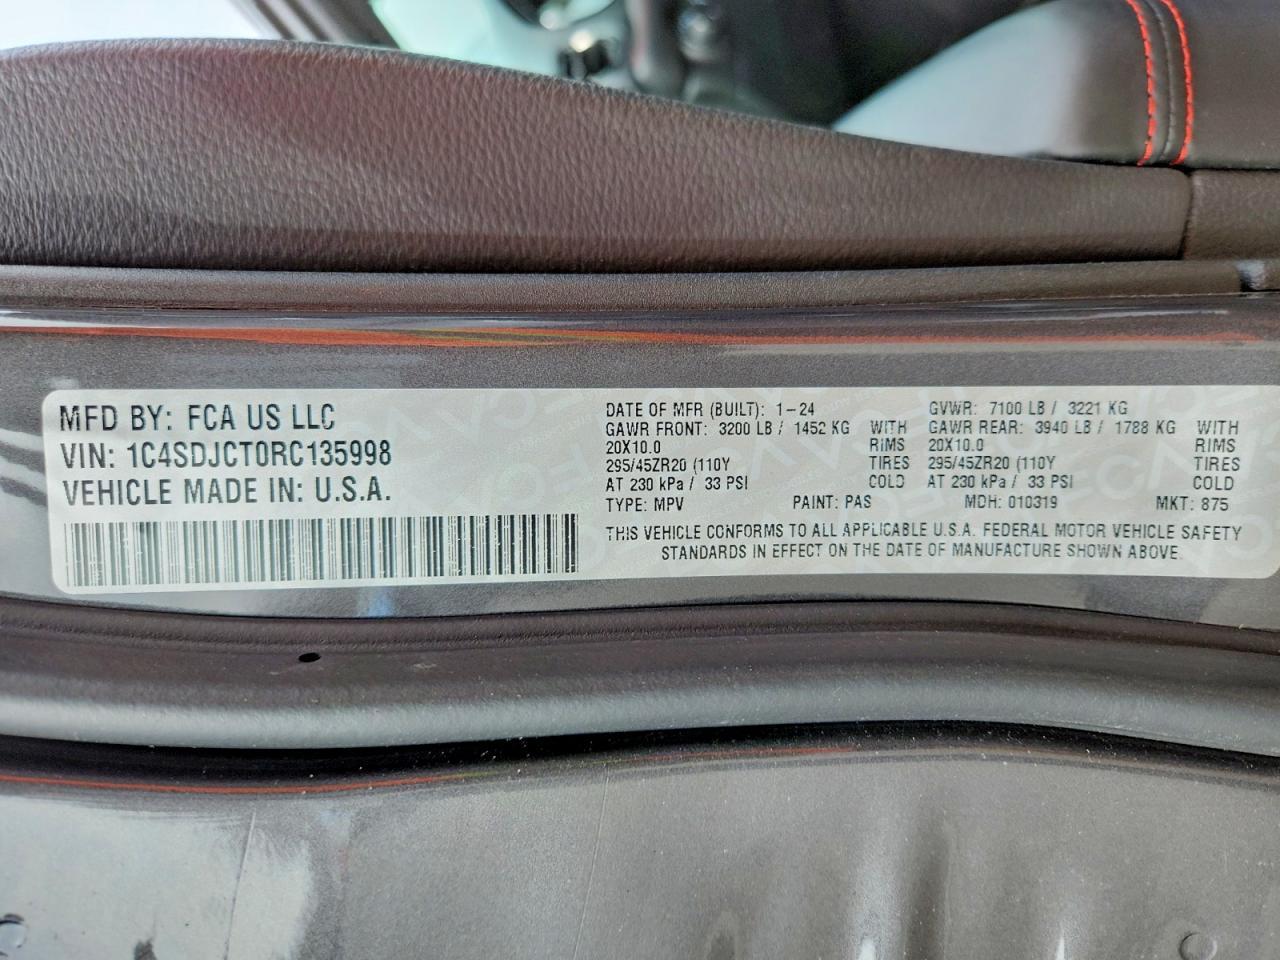 MFD BY: FCA US LLC
VIN: 1C4SDJCT0RC135998
VEHICLE MADE IN: U.S.A.
DATE OF MFR (BUILT): 1-24
GAWR FRONT: 3200 LB / 1452 KG WITH
20X10.0 RIMS
295/45ZR20 (110Y TIRES
AT 230 kPa / 33 PSI COLD
GVWR: 7100 LB / 3221 KG
GAWR REAR: 3940 LB / 1788 KG WITH
20X10.0 RIMS
295/45ZR20 (110Y TIRES
AT 230 kPa / 33 PSI COLD
TYPE: MPV PAINT: PAS MDH: 010319 MKT: 875
THIS VEHICLE CONFORMS TO ALL APPLICABLE U.S.A. FEDERAL MOTOR VEHICLE SAFETY
STANDARDS IN EFFECT ON THE DATE OF MANUFACTURE SHOWN ABOVE.